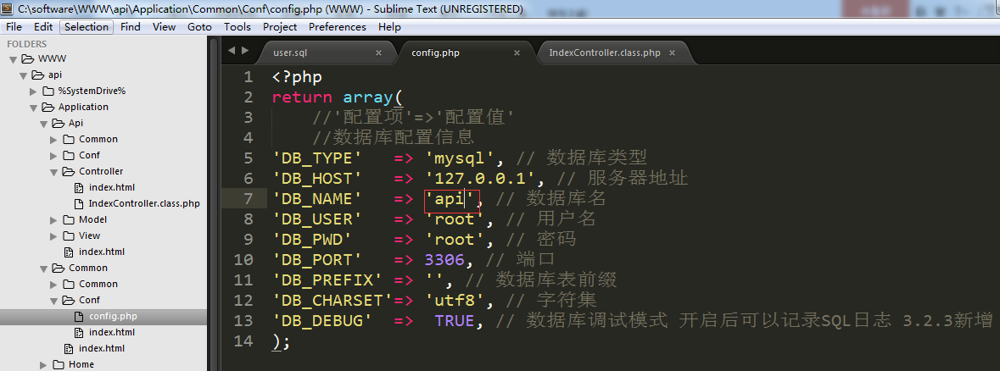 C:\software\WWW\api\Application\Common\Conf\config.php (WWW) - Sublime Text (UNREGISTERED)
File Edit Selection Find View Goto Tools Project Preferences Help
FOLDERS
WWW
api
%SystemDrive%
Application
Api
Common
Conf
Controller
index.html
IndexController.class.php
Model
View
index.html
Common
Common
Conf
config.php
index.html
index.html
Home
user.sql × config.php × IndexController.class.php ×
1 <?php
2 return array(
3 //'配置项'=>'配置值'
4 //数据库配置信息
5 'DB_TYPE' => 'mysql', // 数据库类型
6 'DB_HOST' => '127.0.0.1', // 服务器地址
7 'DB_NAME' => 'api', // 数据库名
8 'DB_USER' => 'root', // 用户名
9 'DB_PWD' => 'root', // 密码
10 'DB_PORT' => 3306, // 端口
11 'DB_PREFIX' => '', // 数据库表前缀
12 'DB_CHARSET'=> 'utf8', // 字符集
13 'DB_DEBUG' => TRUE, // 数据库调试模式 开启后可以记录SQL日志 3.2.3新增
14 );